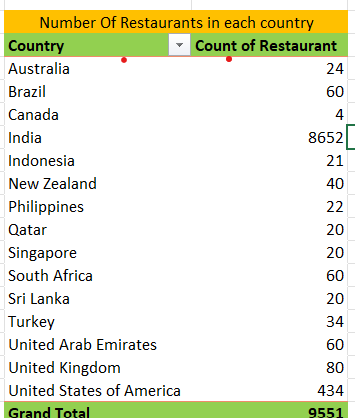 Number Of Restaurants in each country
Country Count of Restaurant
Australia 24
Brazil 60
Canada 4
India 8652
Indonesia 21
New Zealand 40
Philippines 22
Qatar 20
Singapore 20
South Africa 60
Sri Lanka 20
Turkey 34
United Arab Emirates 60
United Kingdom 80
United States of America 434
Grand Total 9551